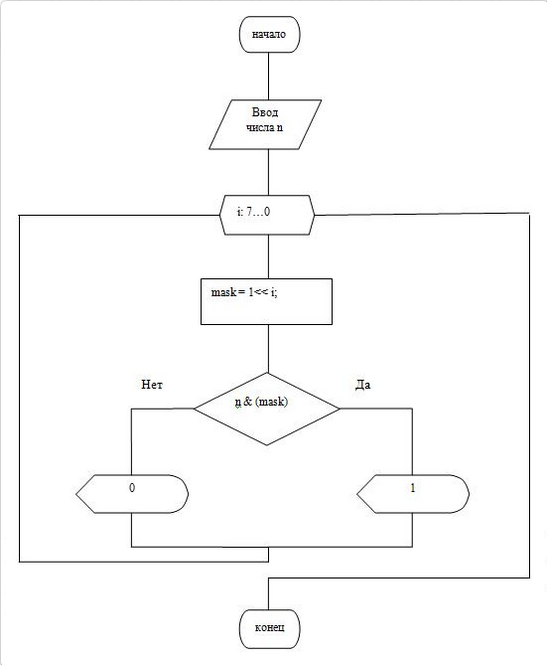 начало
Ввод
числа n
i: 7…0
mask = 1<< i;
Нет
Да
n & (mask)
0
1
конец